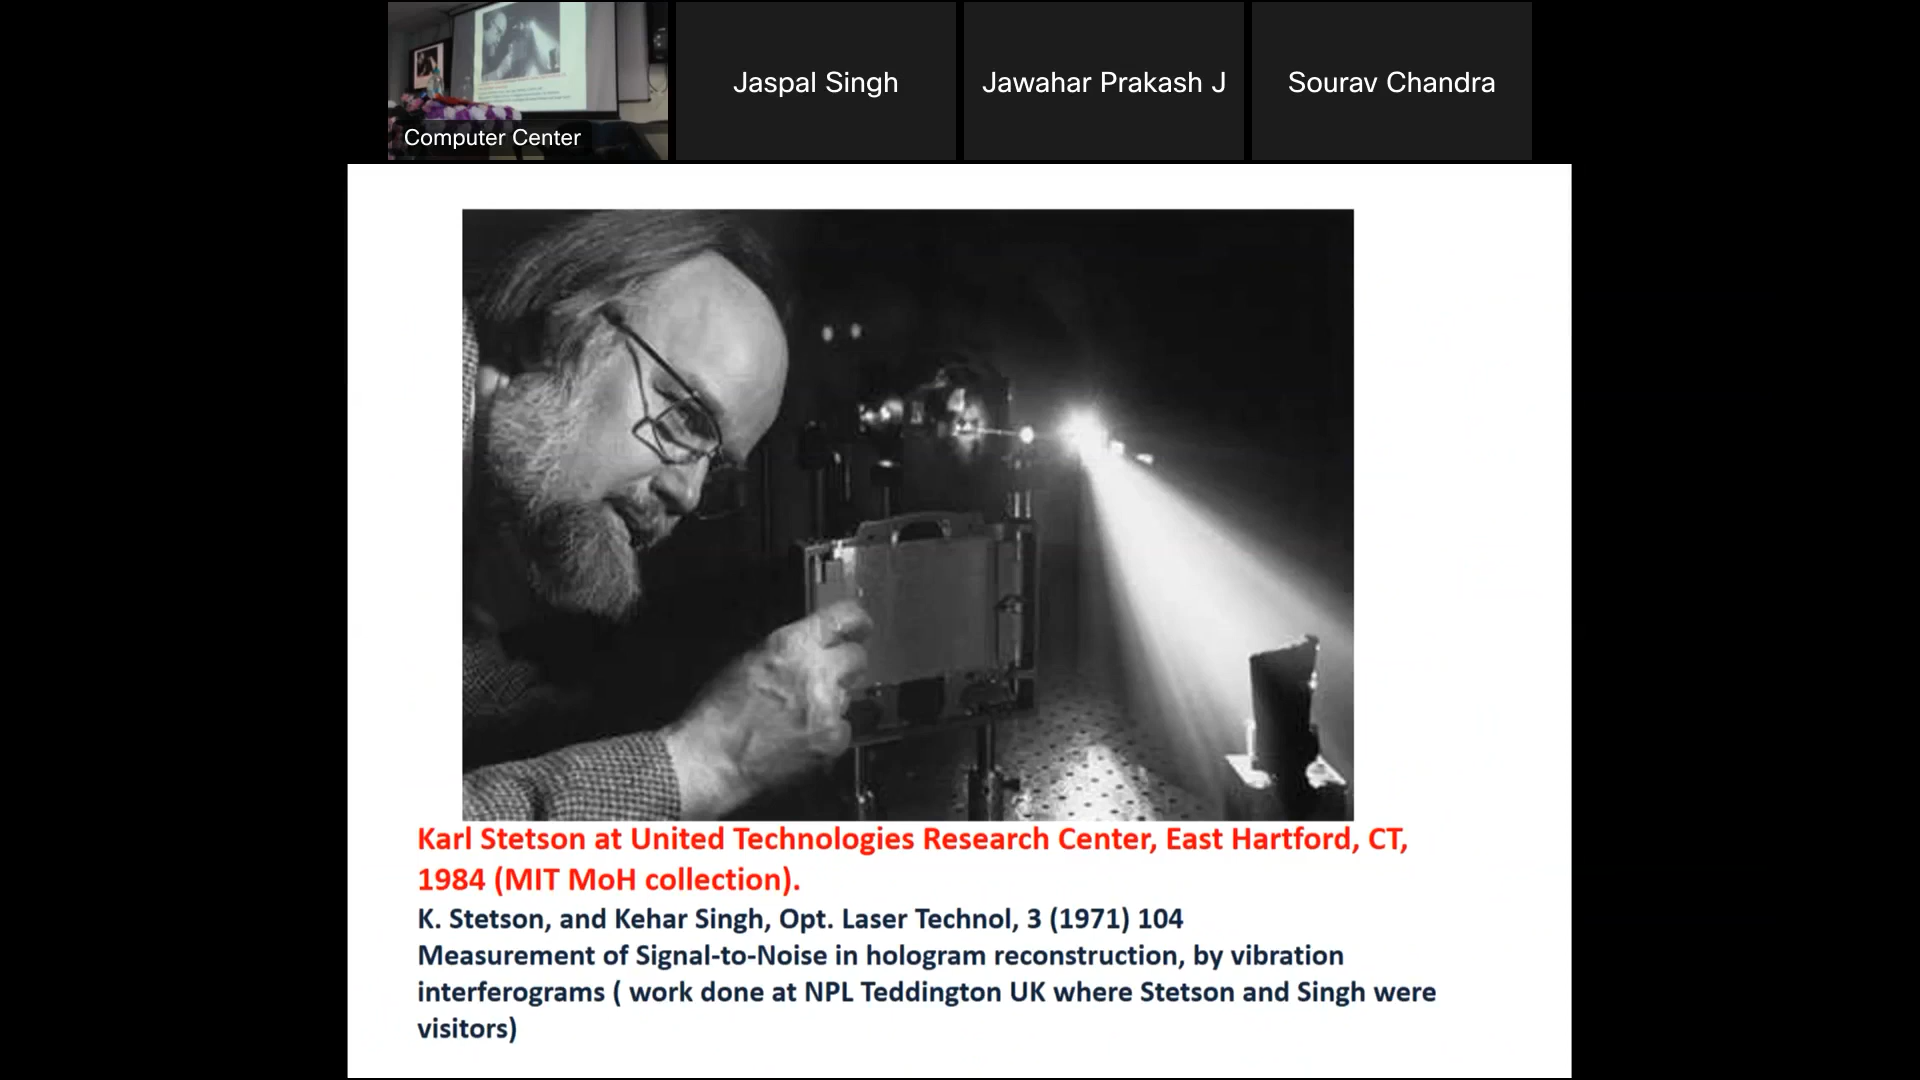 Computer Center
Jaspal Singh
Jawahar Prakash J
Sourav Chandra
Karl Stetson at United Technologies Research Center, East Hartford, CT,
1984 (MIT MoH collection).
K. Stetson, and Kehar Singh, Opt. Laser Technol, 3 (1971) 104
Measurement of Signal-to-Noise in hologram reconstruction, by vibration
interferograms ( work done at NPL Teddington UK where Stetson and Singh were
visitors)